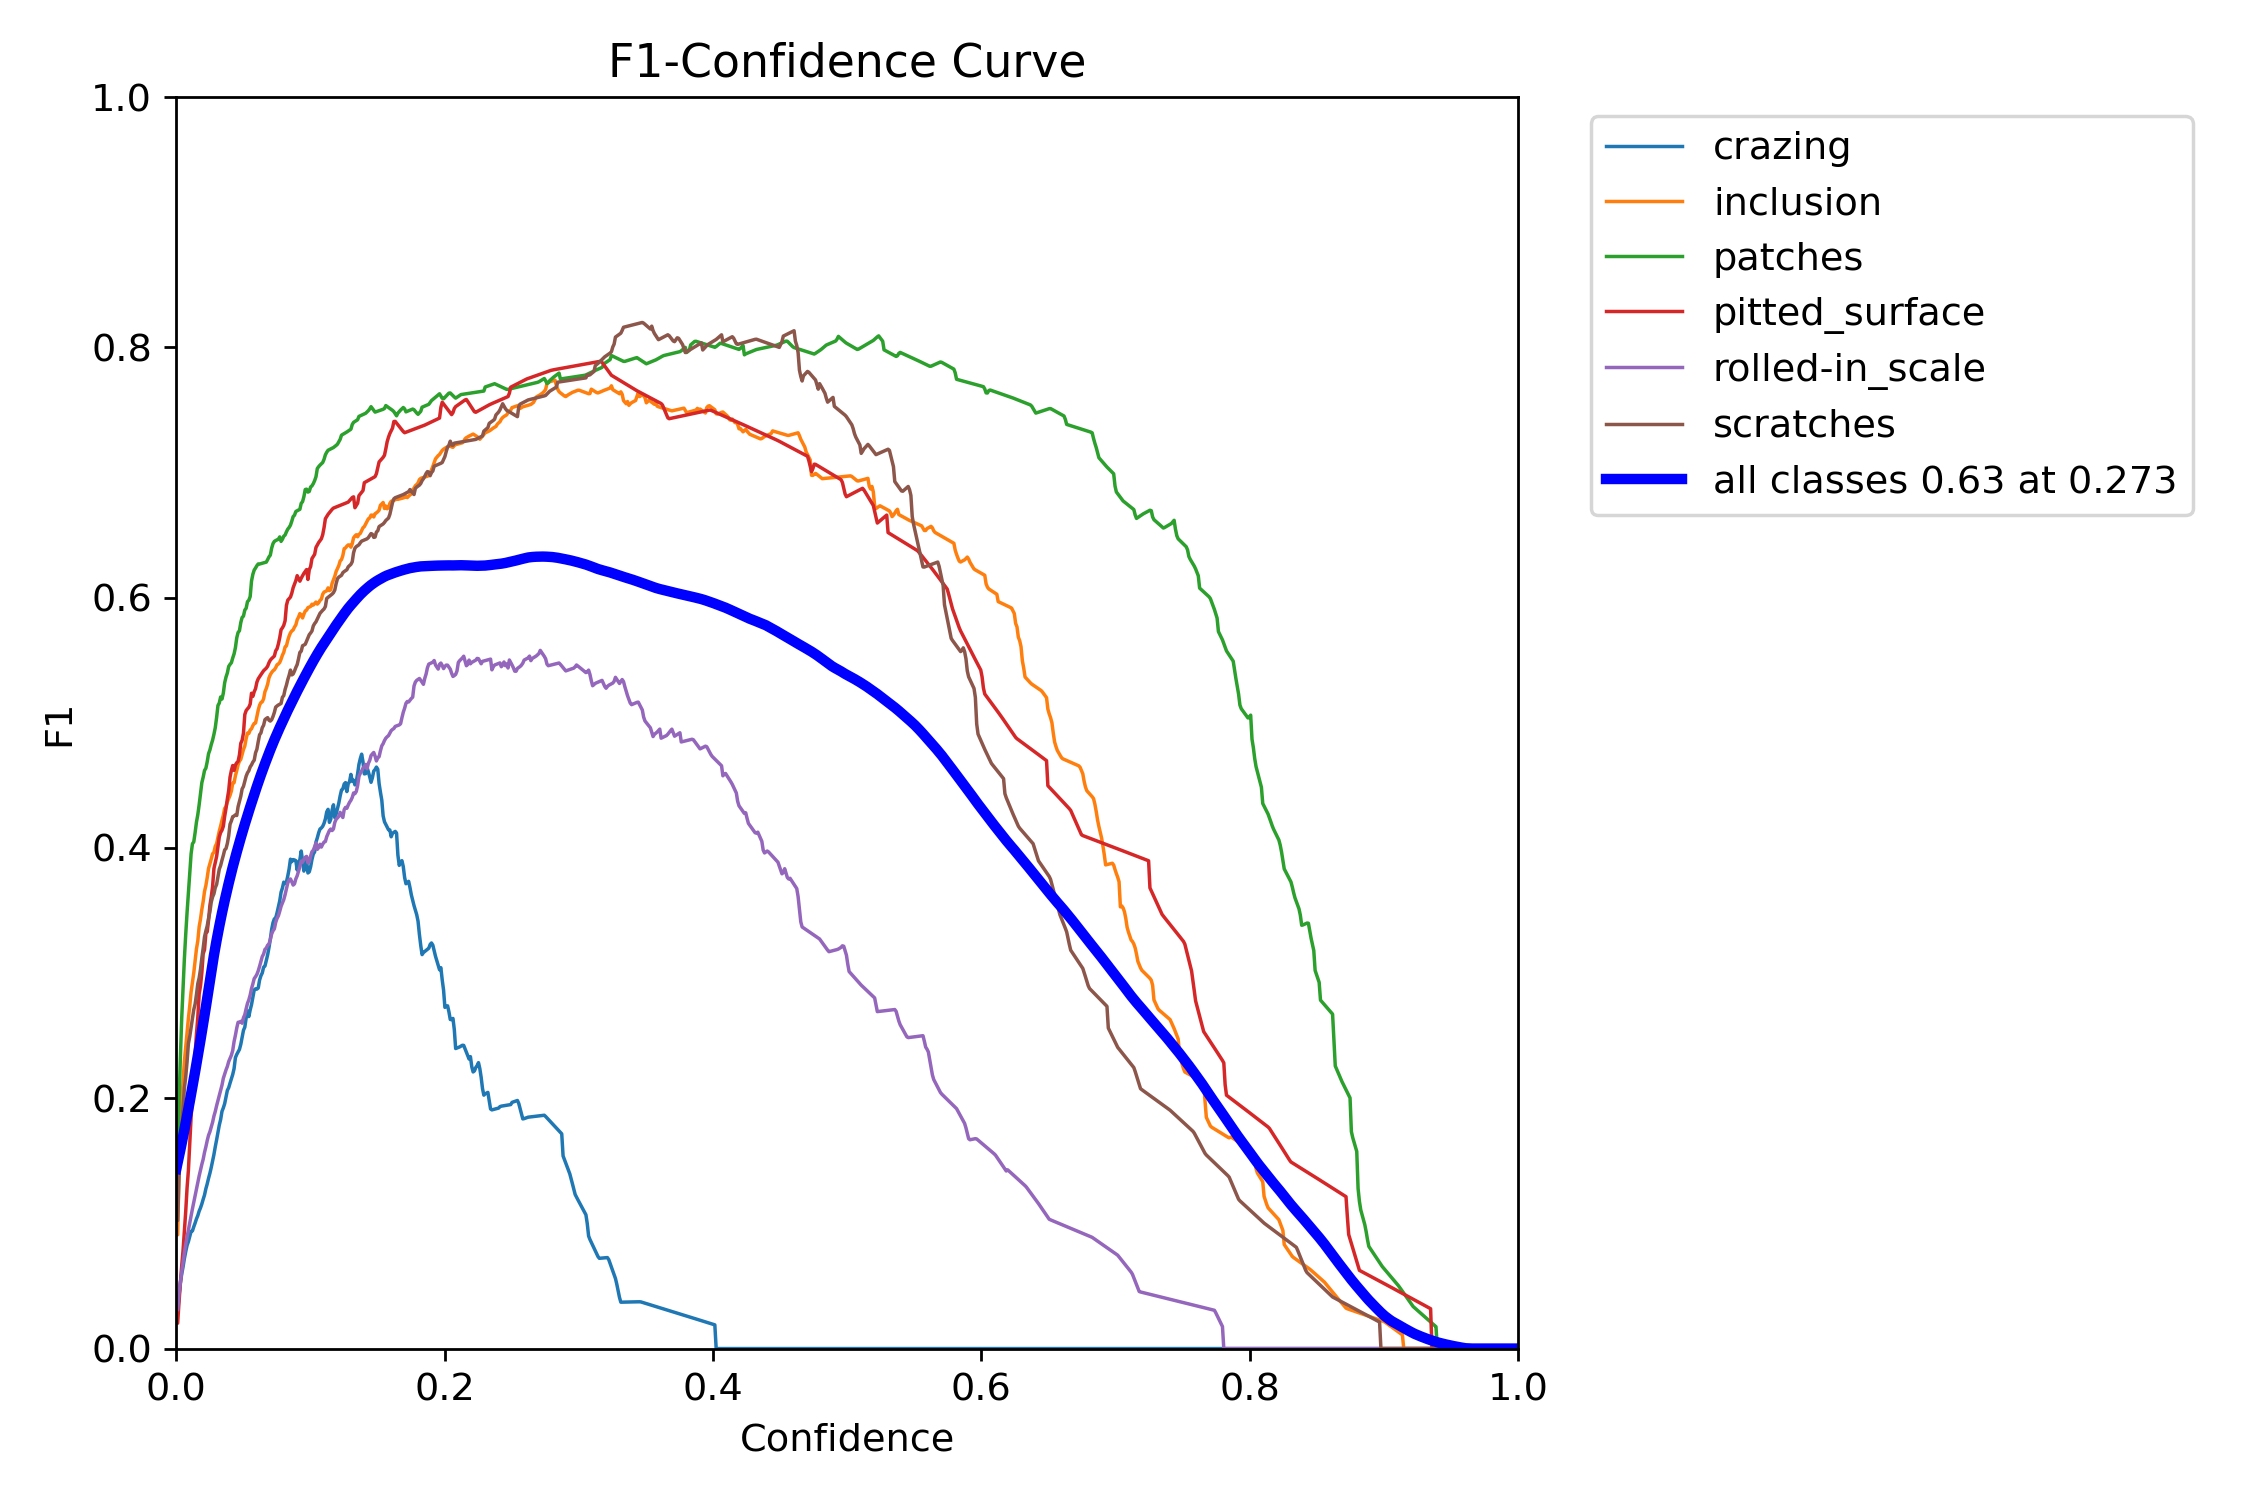 F1-Confidence Curve
1.0
0.8
0.6
0.4
0.2
0.0
F1
0.0 0.2 0.4 0.6 0.8 1.0
Confidence
crazing
inclusion
patches
pitted_surface
rolled-in_scale
scratches
all classes 0.63 at 0.273